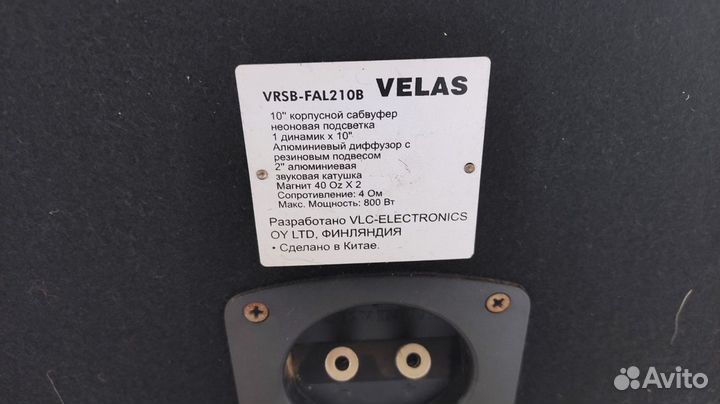 VRSB-FAL210B VELAS
10" корпусной сабвуфер
неоновая подсветка
1 динамик х 10"
Алюминиевый диффузор с
резиновым подвесом
2" алюминиевая
звуковая катушка
Магнит 40 Oz X 2
Сопротивление: 4 Ом
Макс. Мощность: 800 Вт
Разработано VLC-ELECTRONICS
OY LTD, ФИНЛЯНДИЯ
• Сделано в Китае.
Avito